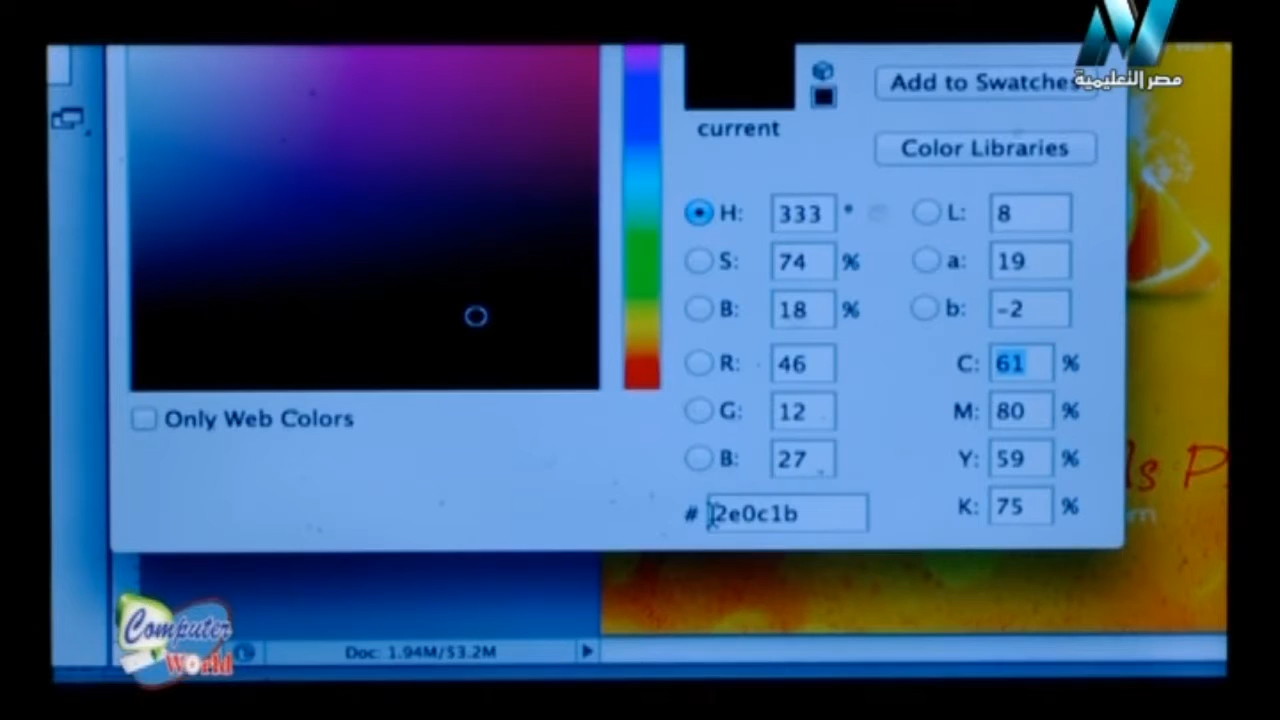 مصر التعليمية
Add to Swatches
current
Color Libraries
H: 333 °
L: 8
S: 74 %
a: 19
B: 18 %
b: -2
R: 46
C: 61 %
G: 12
M: 80 %
B: 27
Y: 59 %
# 2e0c1b
K: 75 %
Only Web Colors
ls P
Computer
World
Doc: 1.94M/53.2M